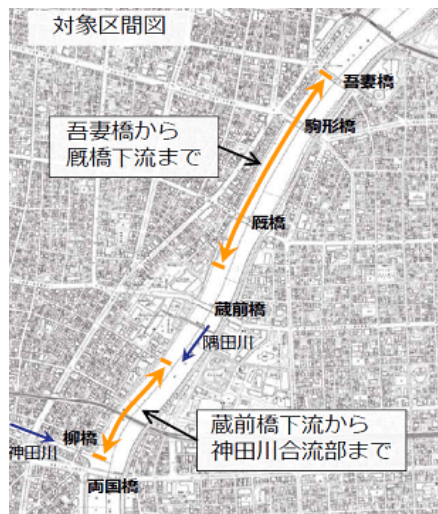 対象区間図
吾妻橋
駒形橋
吾妻橋から
厩橋下流まで
厩橋
蔵前橋
隅田川
蔵前橋下流から
神田川合流部まで
柳橋
神田川
両国橋